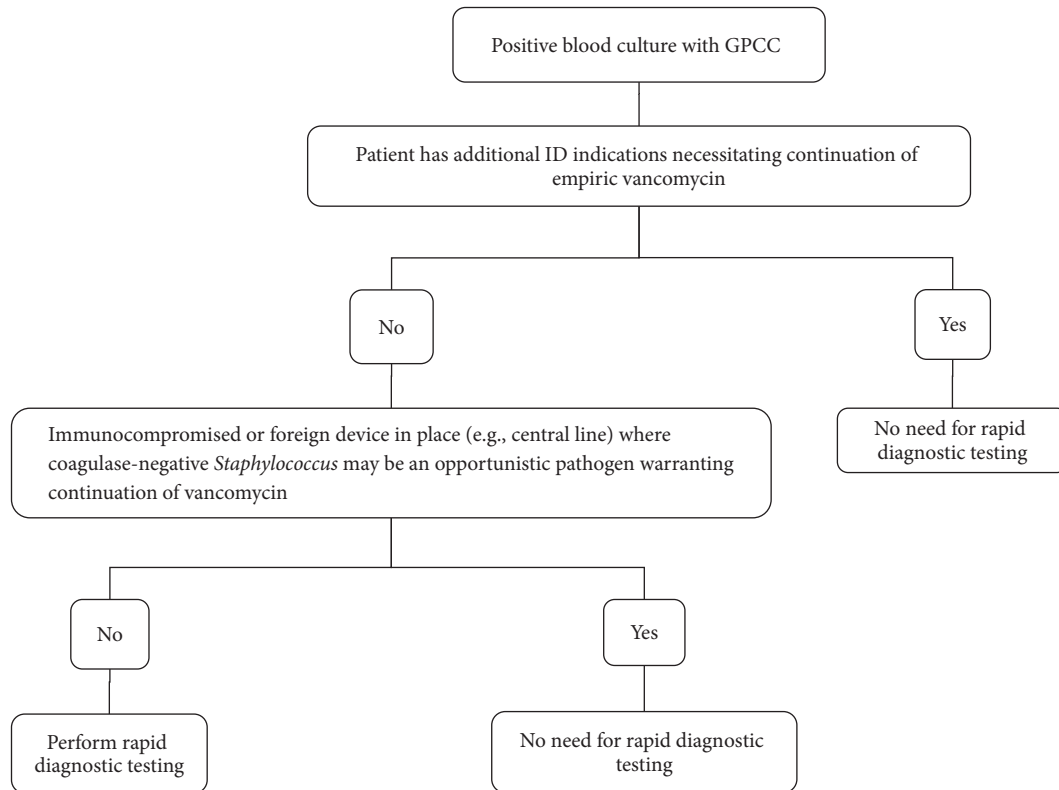 Positive blood culture with GPCC
Patient has additional ID indications necessitating continuation of
empiric vancomycin
No
Yes
Immunocompromised or foreign device in place (e.g., central line) where
coagulase-negative Staphylococcus may be an opportunistic pathogen warranting
continuation of vancomycin
No need for rapid
diagnostic testing
No
Yes
Perform rapid
diagnostic testing
No need for rapid diagnostic
testing